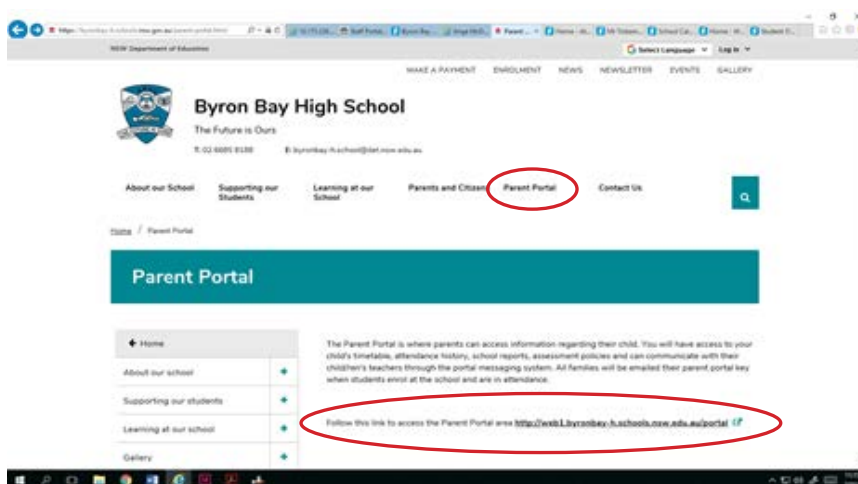 NSW Department of Education
Select Language
Log in
MAKE A PAYMENT ENROLMENT NEWS NEWSLETTER EVENTS GALLERY
Byron Bay High School
The Future is Ours
T: 02 6685 8188
About our School Supporting our Students Learning at our School Parents and Citizen Parent Portal Contact Us
Home / Parent Portal
Parent Portal
Home
About our school
Supporting our students
Learning at our school
Gallery
The Parent Portal is where parents can access information regarding their child. You will have access to your
child's timetable, attendance history, school reports, assessment policies and can communicate with their
children's teachers through the portal messaging system. All families will be emailed their parent portal key
when students enrol at the school and are in attendance.
Follow this link to access the Parent Portal area http://web1.byronbay-h.schools.nsw.edu.au/portal